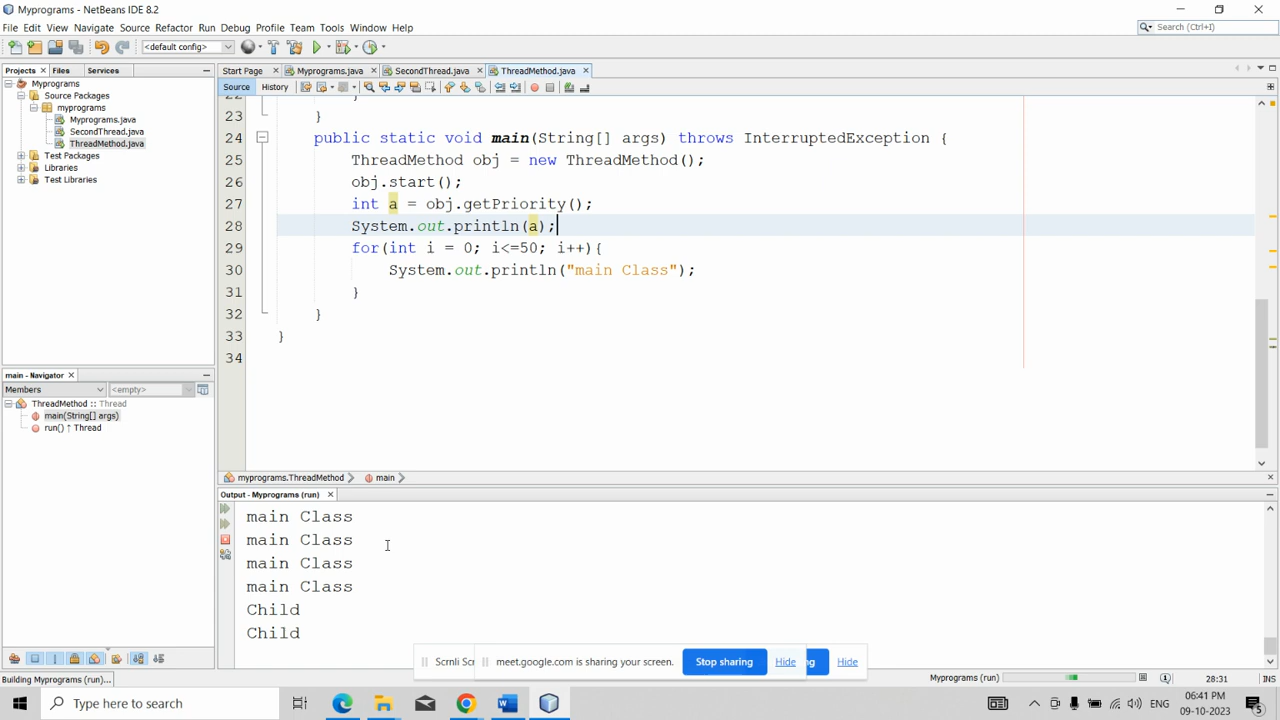 Myprograms - NetBeans IDE 8.2
File Edit View Navigate Source Refactor Run Debug Profile Team Tools Window Help
Search (Ctrl+I)
<default config>
Projects Files Services
Start Page Myprograms.java SecondThread.java ThreadMethod.java
Source History
Myprograms
Source Packages
myprograms
Myprograms.java
SecondThread.java
ThreadMethod.java
Test Packages
Libraries
Test Libraries
22 }
23 }
24 public static void main(String[] args) throws InterruptedException {
25 ThreadMethod obj = new ThreadMethod();
26 obj.start();
27 int a = obj.getPriority();
28 System.out.println(a);
29 for(int i = 0; i<=50; i++){
30 System.out.println("main Class");
31 }
32 }
33 }
34
main - Navigator
Members <empty>
ThreadMethod :: Thread
main(String[] args)
run() ↑ Thread
myprograms.ThreadMethod main
Output - Myprograms (run)
main Class
main Class
main Class
main Class
Child
Child
meet.google.com is sharing your screen. Stop sharing Hide Hide
Building Myprograms (run)... Myprograms (run) 28:31 INS
Type here to search
ENG
06:41 PM
09-10-2023
5